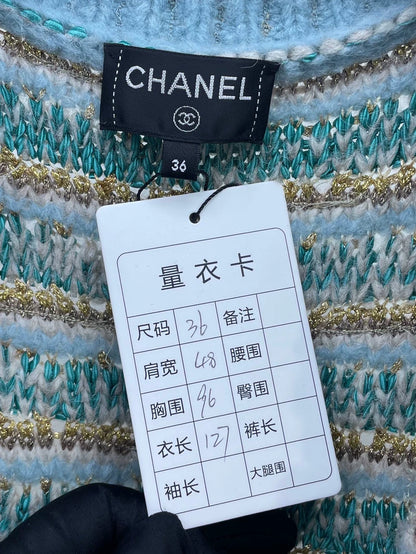 CHANEL
36
量衣卡
尺码 36 备注
肩宽 48 腰围
胸围 96 臀围
衣长 127 裤长
袖长 大腿围